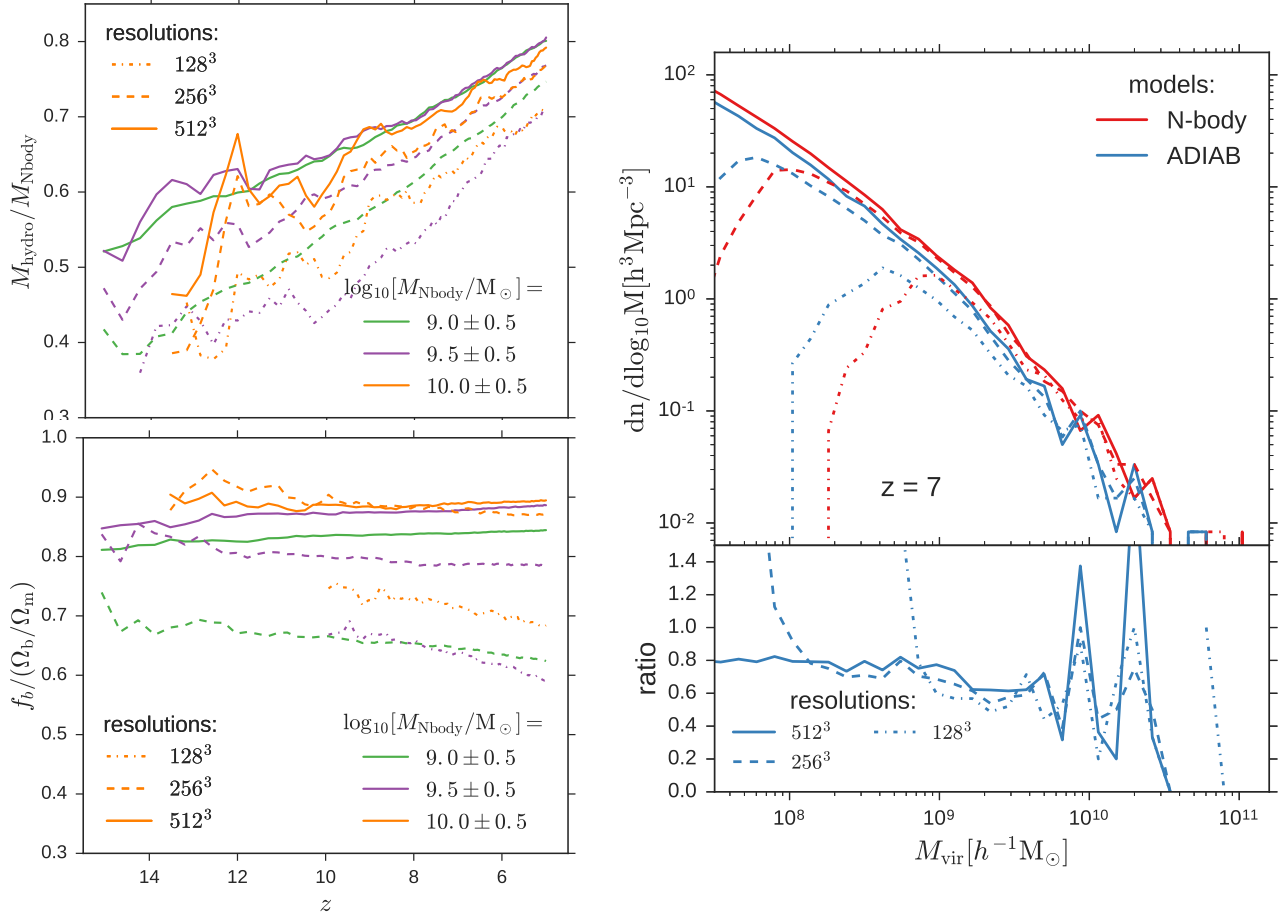 resolutions:
128³
256³
512³
log₁₀[M_Nbody/M⊙] =
9.0 ± 0.5
9.5 ± 0.5
10.0 ± 0.5
M_hydro/M_Nbody
0.8
0.7
0.6
0.5
0.4
0.3
1.0
0.9
0.8
0.7
0.6
0.5
0.4
0.3
f_b/(Ω_b/Ω_m)
resolutions:
128³
256³
512³
log₁₀[M_Nbody/M⊙] =
9.0 ± 0.5
9.5 ± 0.5
10.0 ± 0.5
14 12 10 8 6
z
models:
N-body
ADIAB
z = 7
dn/dlog₁₀M[h³Mpc⁻³]
10²
10¹
10⁰
10⁻¹
10⁻²
ratio
1.4
1.2
1.0
0.8
0.6
0.4
0.2
0.0
resolutions:
512³ 128³
256³
10⁸ 10⁹ 10¹⁰ 10¹¹
M_vir[h⁻¹M⊙]